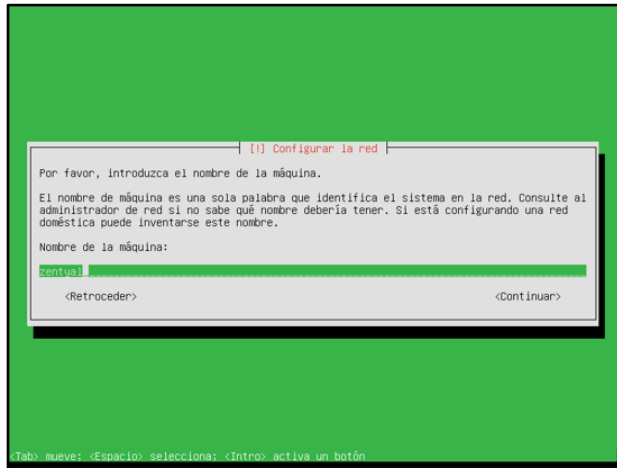 [!] Configurar la red
Por favor, introduzca el nombre de la máquina.
El nombre de máquina es una sola palabra que identifica el sistema en la red. Consulte al
administrador de red si no sabe qué nombre debería tener. Si está configurando una red
doméstica puede inventarse este nombre.
Nombre de la máquina:
zentyal
<Retroceder> <Continuar>
<Tab> mueve; <Espacio> selecciona; <Intro> activa un botón